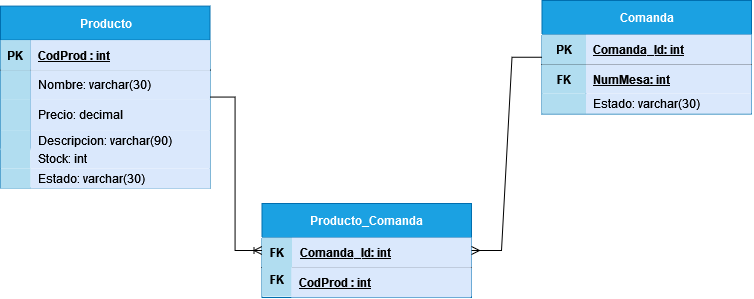 Producto
PK CodProd : int
Nombre: varchar(30)
Precio: decimal
Descripcion: varchar(90)
Stock: int
Estado: varchar(30)
Comanda
PK Comanda_Id: int
FK NumMesa: int
Estado: varchar(30)
Producto_Comanda
FK Comanda_Id: int
FK CodProd : int